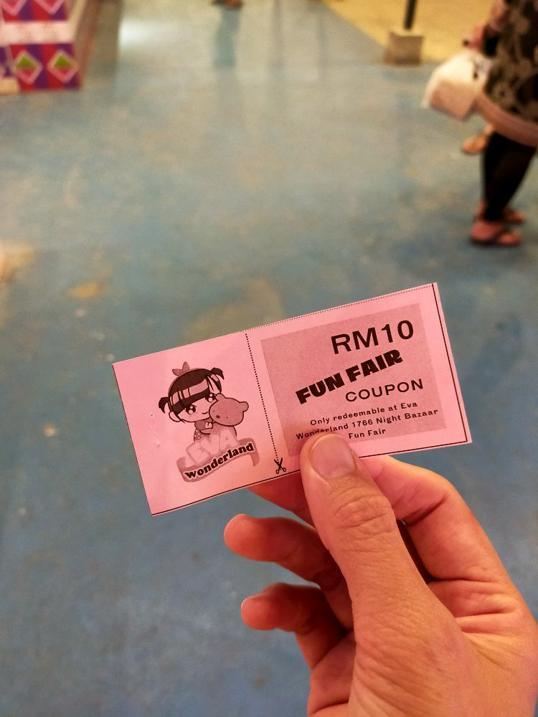 EVA
Wonderland
RM10
FUN FAIR
COUPON
Only redeemable at Eva
Wonderland 1766 Night Bazaar
Fun Fair